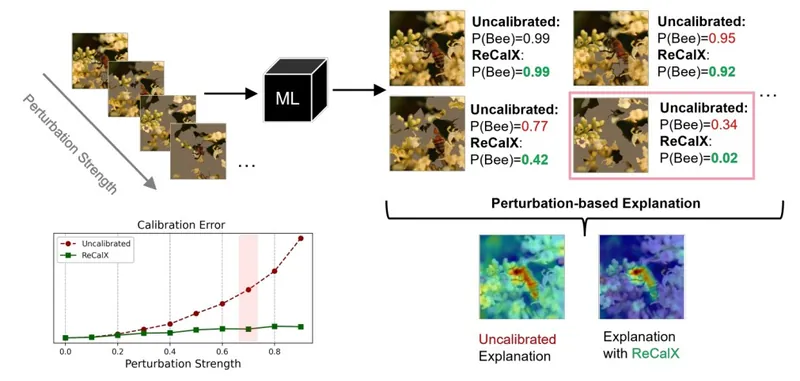 Perturbation Strength
...
ML
Uncalibrated:
P(Bee)=0.99
ReCalX:
P(Bee)=0.99
Uncalibrated:
P(Bee)=0.95
ReCalX:
P(Bee)=0.92
...
Uncalibrated:
P(Bee)=0.77
ReCalX:
P(Bee)=0.42
Uncalibrated:
P(Bee)=0.34
ReCalX:
P(Bee)=0.02
Perturbation-based Explanation
Calibration Error
Uncalibrated
ReCalX
0.0 0.2 0.4 0.6 0.8
Perturbation Strength
Uncalibrated
Explanation
Explanation
with ReCalX